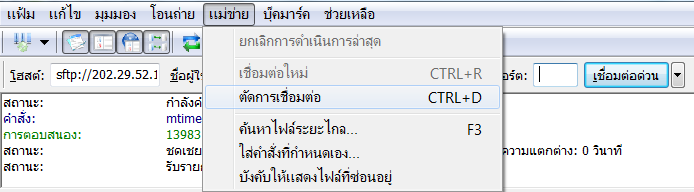 แฟ้ม แก้ไข มุมมอง โอนถ่าย แม่ข่าย บุ๊คมาร์ค ช่วยเหลือ
ยกเลิกการดำเนินการล่าสุด
เชื่อมต่อใหม่ CTRL+R
ตัดการเชื่อมต่อ CTRL+D
ค้นหาไฟล์ระยะไกล... F3
ใส่คำสั่งที่กำหนดเอง...
บังคับให้แสดงไฟล์ที่ซ่อนอยู่
โฮสต์: sftp://202.29.52.1 ชื่อผู้ใช้ อร์ต: เชื่อมต่อด่วน
สถานะ: กำลังค่
คำสั่ง: mtime
การตอบสนอง: 13983
สถานะ: ชดเชย ความแตกต่าง: 0 วินาที
สถานะ: รับราย